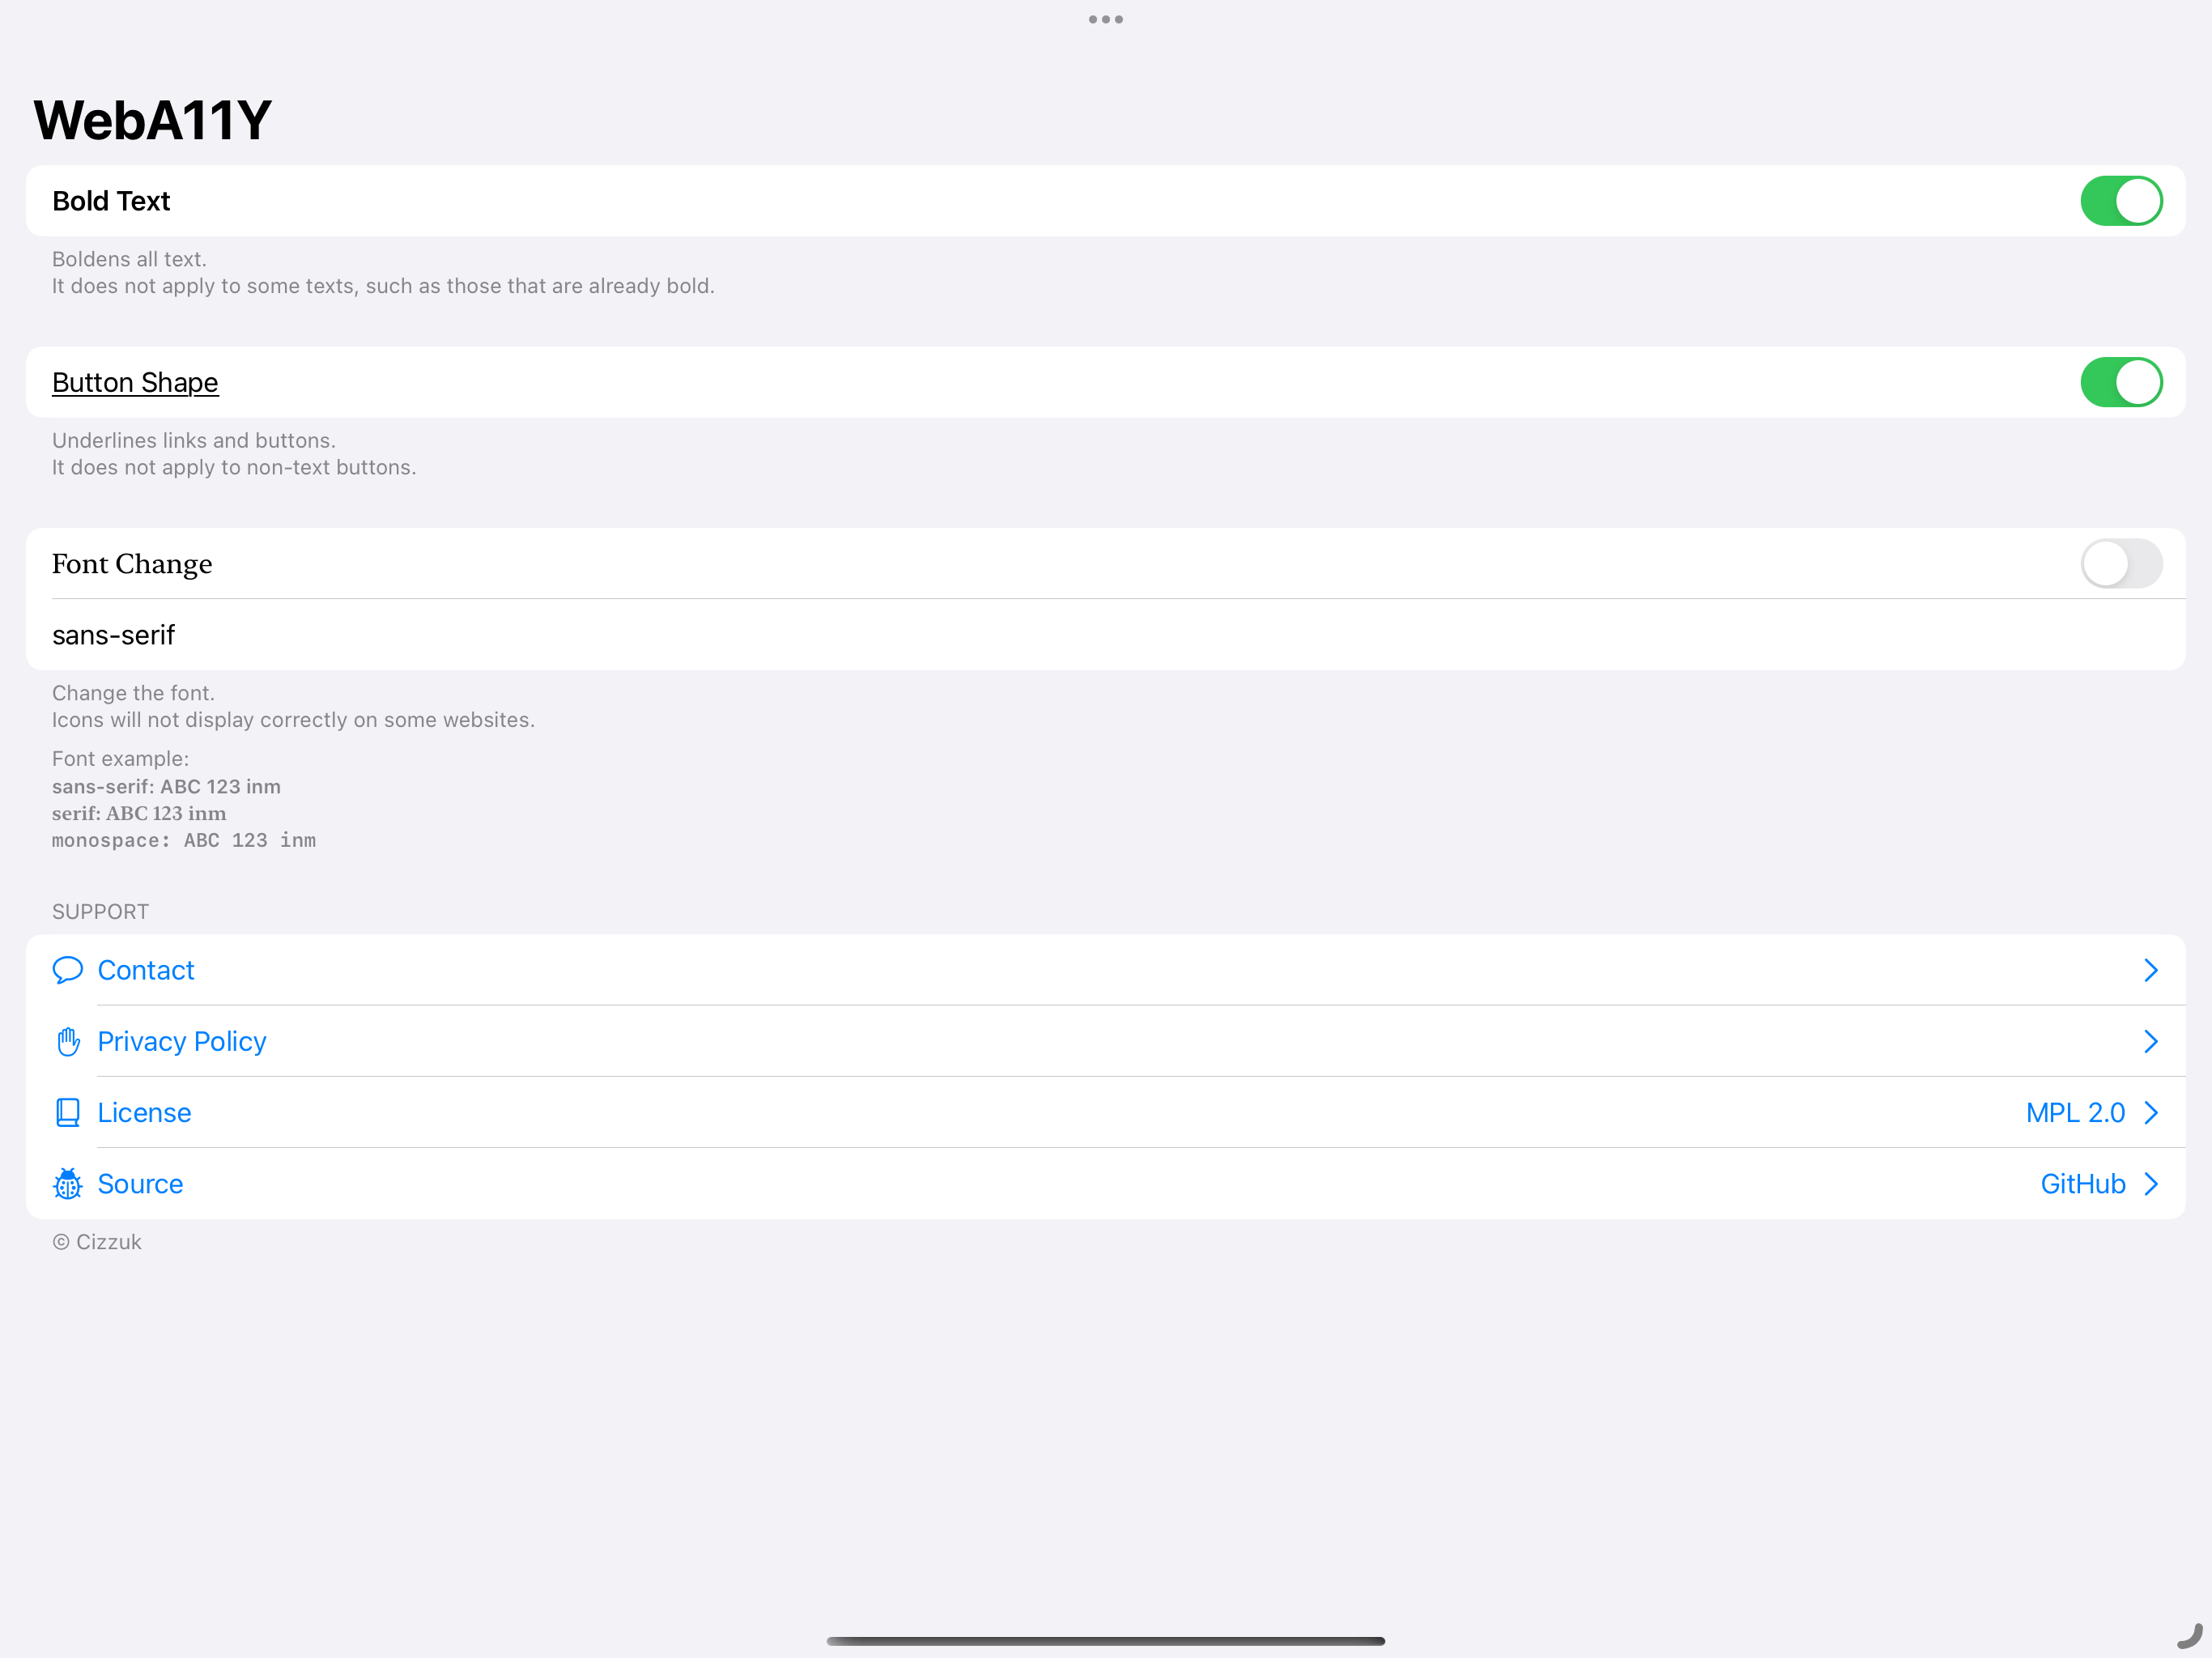 WebA11Y
Bold Text
Boldens all text.
It does not apply to some texts, such as those that are already bold.
Button Shape
Underlines links and buttons.
It does not apply to non-text buttons.
Font Change
sans-serif
Change the font.
Icons will not display correctly on some websites.
Font example:
sans-serif: ABC 123 inm
serif: ABC 123 inm
monospace: ABC 123 inm
SUPPORT
Contact
Privacy Policy
License MPL 2.0
Source GitHub
© Cizzuk